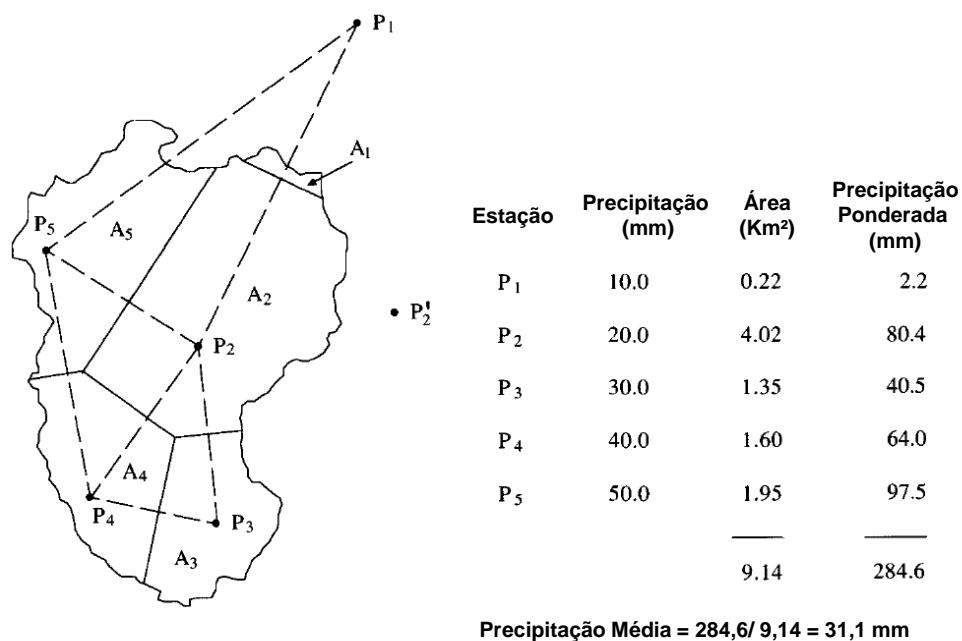 P1
A1
P5
A5
A2
P2'
P2
A4
P4
P3
A3
Estação Precipitação (mm) Área (Km²) Precipitação Ponderada (mm)
P1 10.0 0.22 2.2
P2 20.0 4.02 80.4
P3 30.0 1.35 40.5
P4 40.0 1.60 64.0
P5 50.0 1.95 97.5
9.14 284.6
Precipitação Média = 284,6/ 9,14 = 31,1 mm